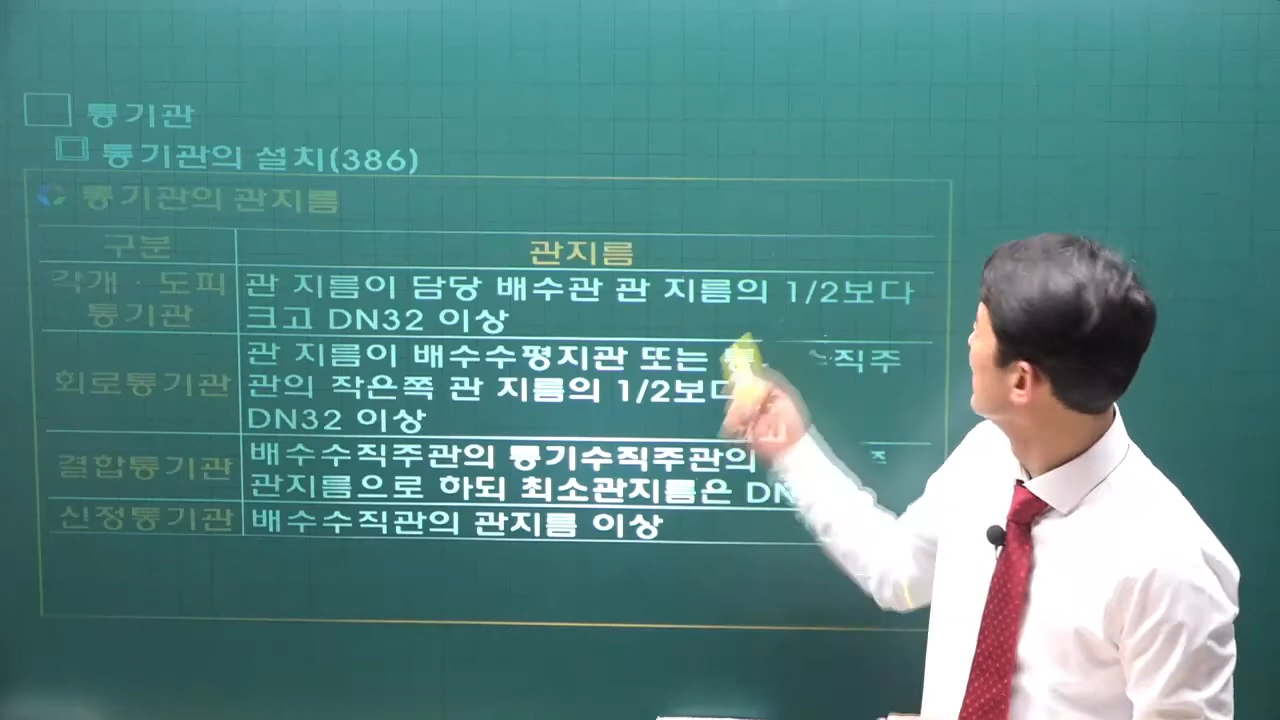 통기관
통기관의 설치(386)
통기관의 관지름
구분
관지름
각개·도피
통기관
관 지름이 담당 배수관 관 지름의 1/2보다
크고 DN32 이상
회로통기관
관 지름이 배수수평지관 또는 직주
관의 작은쪽 관 지름의 1/2보다
DN32 이상
결합통기관
배수수직주관의 통기수직주관의
관지름으로 하되 최소관지름은
신정통기관
배수수직관의 관지름 이상